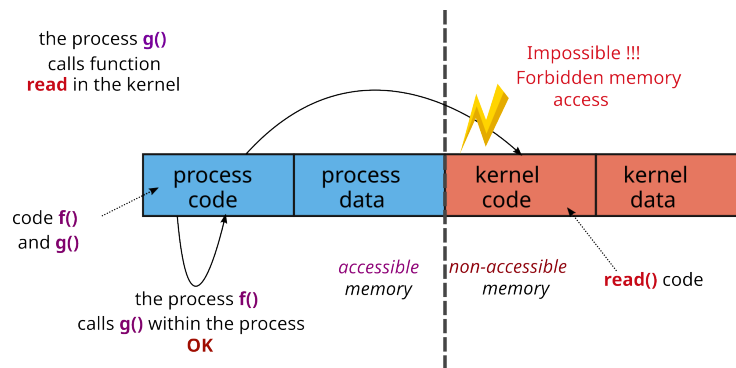 the process g()
calls function
read in the kernel
Impossible !!!
Forbidden memory
access
process
code
process
data
kernel
code
kernel
data
code f()
and g()
accessible
memory
non-accessible
memory
read() code
the process f()
calls g() within the process
OK